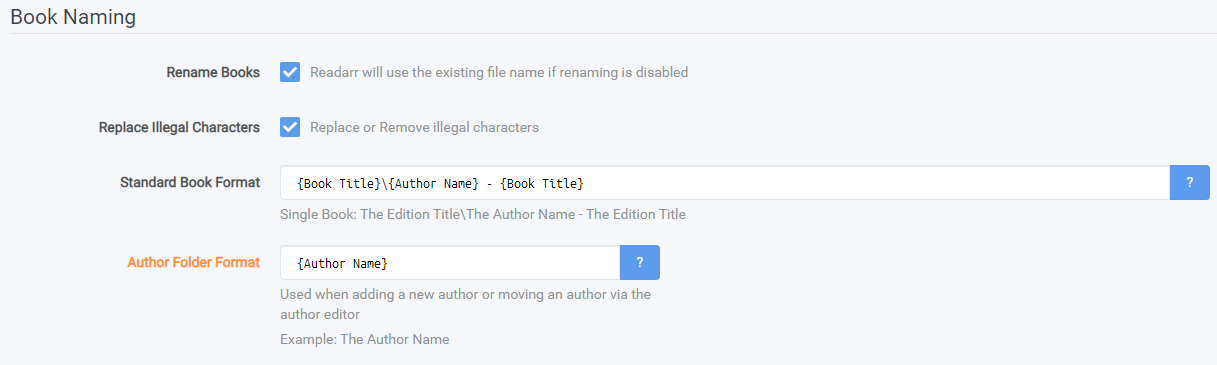 Book Naming
Rename Books
Readarr will use the existing file name if renaming is disabled
Replace Illegal Characters
Replace or Remove illegal characters
Standard Book Format
{Book Title}\{Author Name} - {Book Title}
?
Single Book: The Edition Title\The Author Name - The Edition Title
Author Folder Format
{Author Name}
?
Used when adding a new author or moving an author via the
author editor
Example: The Author Name